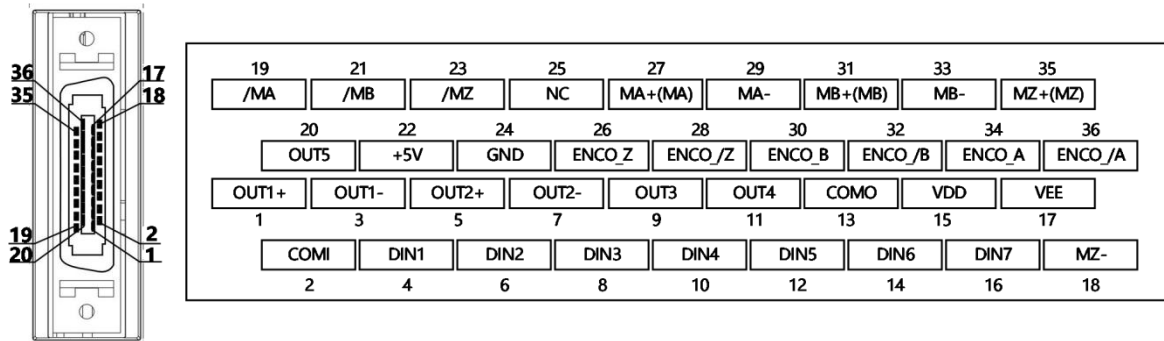 36 17
35 18
19 2
20 1
19 21 23 25 27 29 31 33 35
/MA /MB /MZ NC MA+(MA) MA- MB+(MB) MB- MZ+(MZ)
20 22 24 26 28 30 32 34 36
OUT5 +5V GND ENCO_Z ENCO_/Z ENCO_B ENCO_/B ENCO_A ENCO_/A
OUT1+ OUT1- OUT2+ OUT2- OUT3 OUT4 COMO VDD VEE
1 3 5 7 9 11 13 15 17
COMI DIN1 DIN2 DIN3 DIN4 DIN5 DIN6 DIN7 MZ-
2 4 6 8 10 12 14 16 18